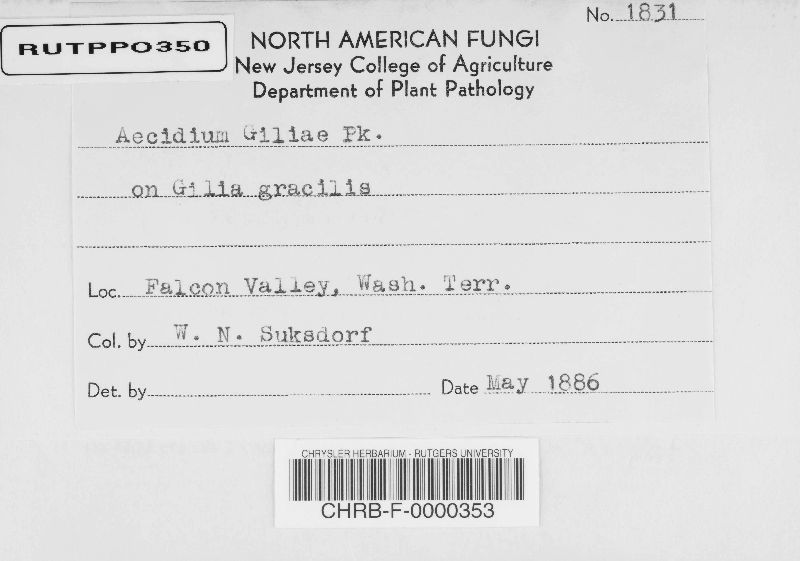 No. 1831
RUTPPO350
NORTH AMERICAN FUNGI
New Jersey College of Agriculture
Department of Plant Pathology
Aecidium Giliae Pk.
on Gilia gracilis
Loc. Falcon Valley, Wash. Terr.
Col. by W. N. Suksdorf
Det. by
Date May 1886
CHRYSLER HERBARIUM - RUTGERS UNIVERSITY
CHRB-F-0000353